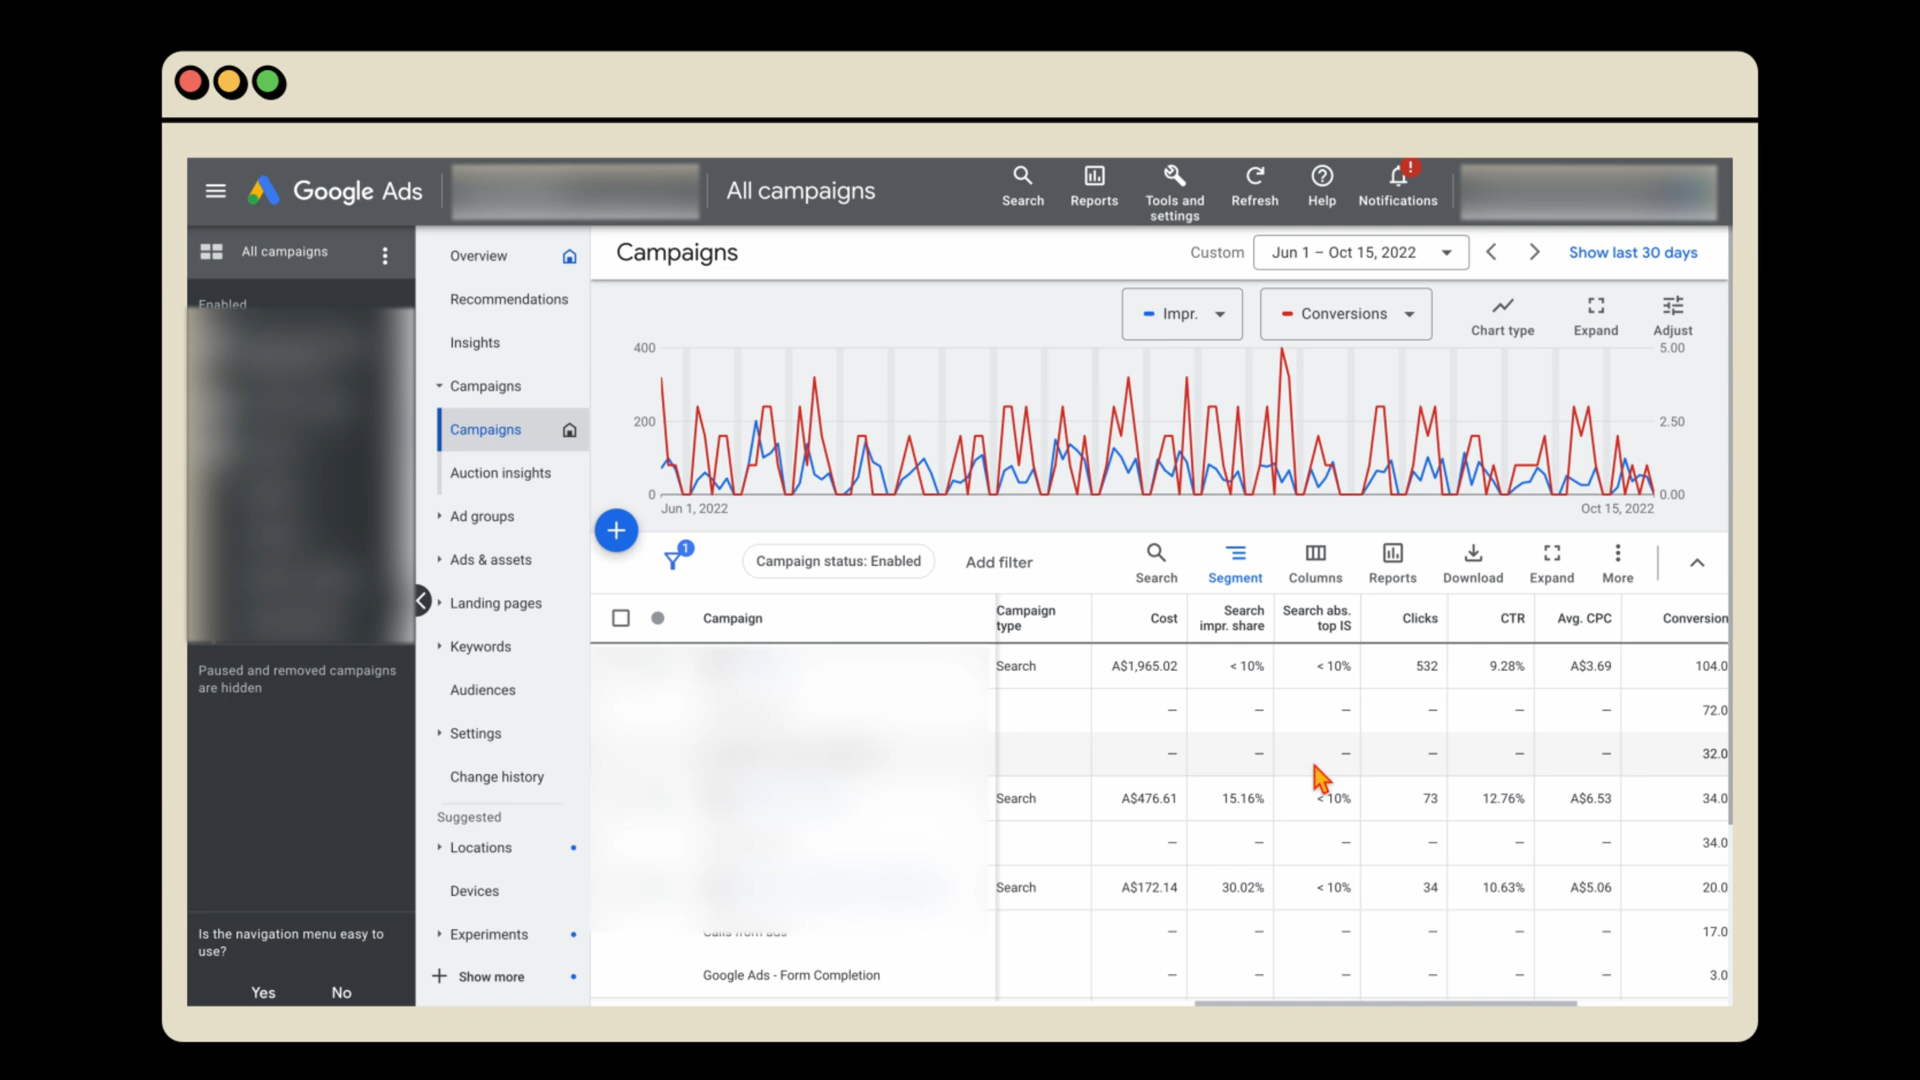 Google Ads
All campaigns
Search
Reports
Tools and
settings
Refresh
Help
!
Notifications
All campaigns
Enabled
Paused and removed campaigns
are hidden
Is the navigation menu easy to
use?
Yes No
Overview
Recommendations
Insights
Campaigns
Campaigns
Auction insights
Ad groups
Ads & assets
Landing pages
Keywords
Audiences
Settings
Change history
Suggested
Locations
Devices
Experiments
Show more
Campaigns
Custom Jun 1 – Oct 15, 2022 Show last 30 days
Impr. Conversions
Chart type Expand Adjust
400 5.00
200 2.50
0 0.00
Jun 1, 2022 Oct 15, 2022
1
Campaign status: Enabled Add filter
Search Segment Columns Reports Download Expand More
Campaign Campaign type Cost Search impr. share Search abs. top IS Clicks CTR Avg. CPC Conversion
Search A$1,965.02 < 10% < 10% 532 9.28% A$3.69 104.0
– – – – – – 72.0
– – – – – – 32.0
Search A$476.61 15.16% < 10% 73 12.76% A$6.53 34.0
– – – – – – 34.0
Search A$172.14 30.02% < 10% 34 10.63% A$5.06 20.0
Calls from ads – – – – – – 17.0
Google Ads - Form Completion – – – – – – 3.0